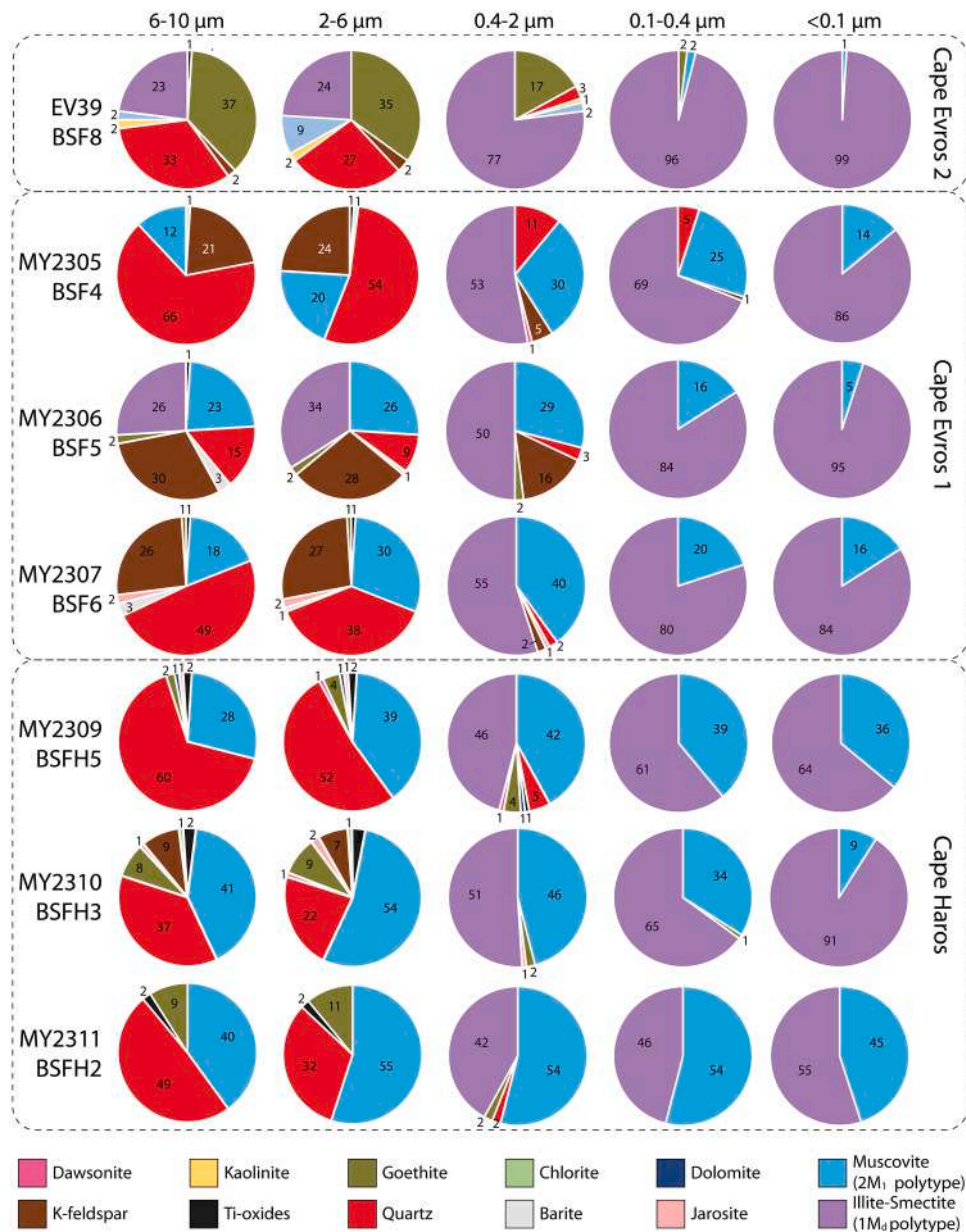 6-10 µm 2-6 µm 0.4-2 µm 0.1-0.4 µm <0.1 µm
EV39
BSF8
1 37 2 33 2 2 23
35 2 27 2 9 24
17 3 1 2 77
2 2 96
1 99
Cape Evros 2
MY2305
BSF4
1 21 66 12
1 1 54 20 24
11 30 5 1 53
5 25 1 69
14 86
MY2306
BSF5
1 23 15 3 30 2 26
26 9 1 28 2 34
29 3 16 2 50
16 84
5 95
Cape Evros 1
MY2307
BSF6
1 1 18 49 3 2 26
1 1 30 38 1 2 27
40 2 1 2 55
20 80
16 84
MY2309
BSFH5
2 1 1 2 28 60
1 4 1 1 2 39 52
42 5 1 1 4 1 46
39 61
36 64
MY2310
BSFH3
1 2 41 37 8 1 9
1 54 22 1 9 2 7
46 2 1 51
34 1 65
9 91
Cape Haros
MY2311
BSFH2
40 49 2 9
55 32 2 11
54 2 2 42
54 46
45 55
Dawsonite Kaolinite Goethite Chlorite Dolomite Muscovite
(2M₁ polytype)
K-feldspar Ti-oxides Quartz Barite Jarosite Illite-Smectite
(1Md polytype)